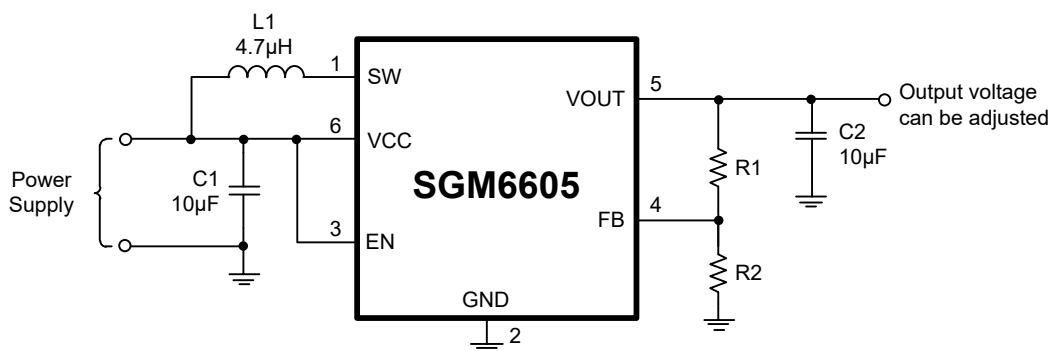 L1
4.7µH
1
SW
6
VCC
3
EN
Power
Supply
C1
10µF
SGM6605
GND
2
VOUT
5
FB
4
R1
R2
C2
10µF
Output voltage
can be adjusted